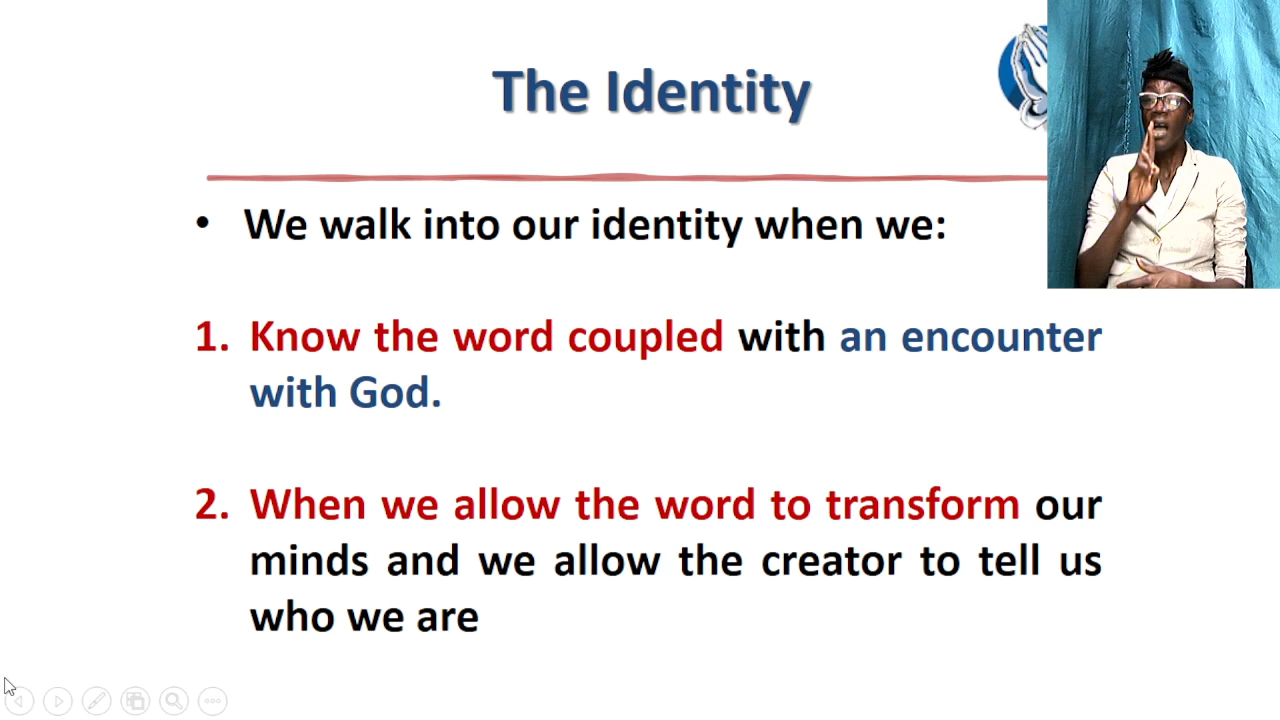 The Identity
• We walk into our identity when we:
1. Know the word coupled with an encounter
with God.
2. When we allow the word to transform our
minds and we allow the creator to tell us
who we are